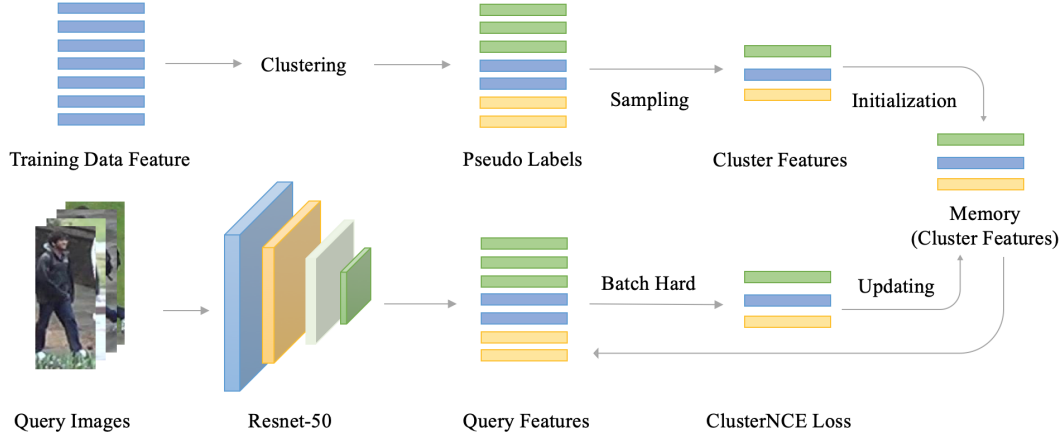 Clustering
Sampling
Initialization
Training Data Feature
Pseudo Labels
Cluster Features
Memory
(Cluster Features)
Batch Hard
Updating
Query Images
Resnet-50
Query Features
ClusterNCE Loss